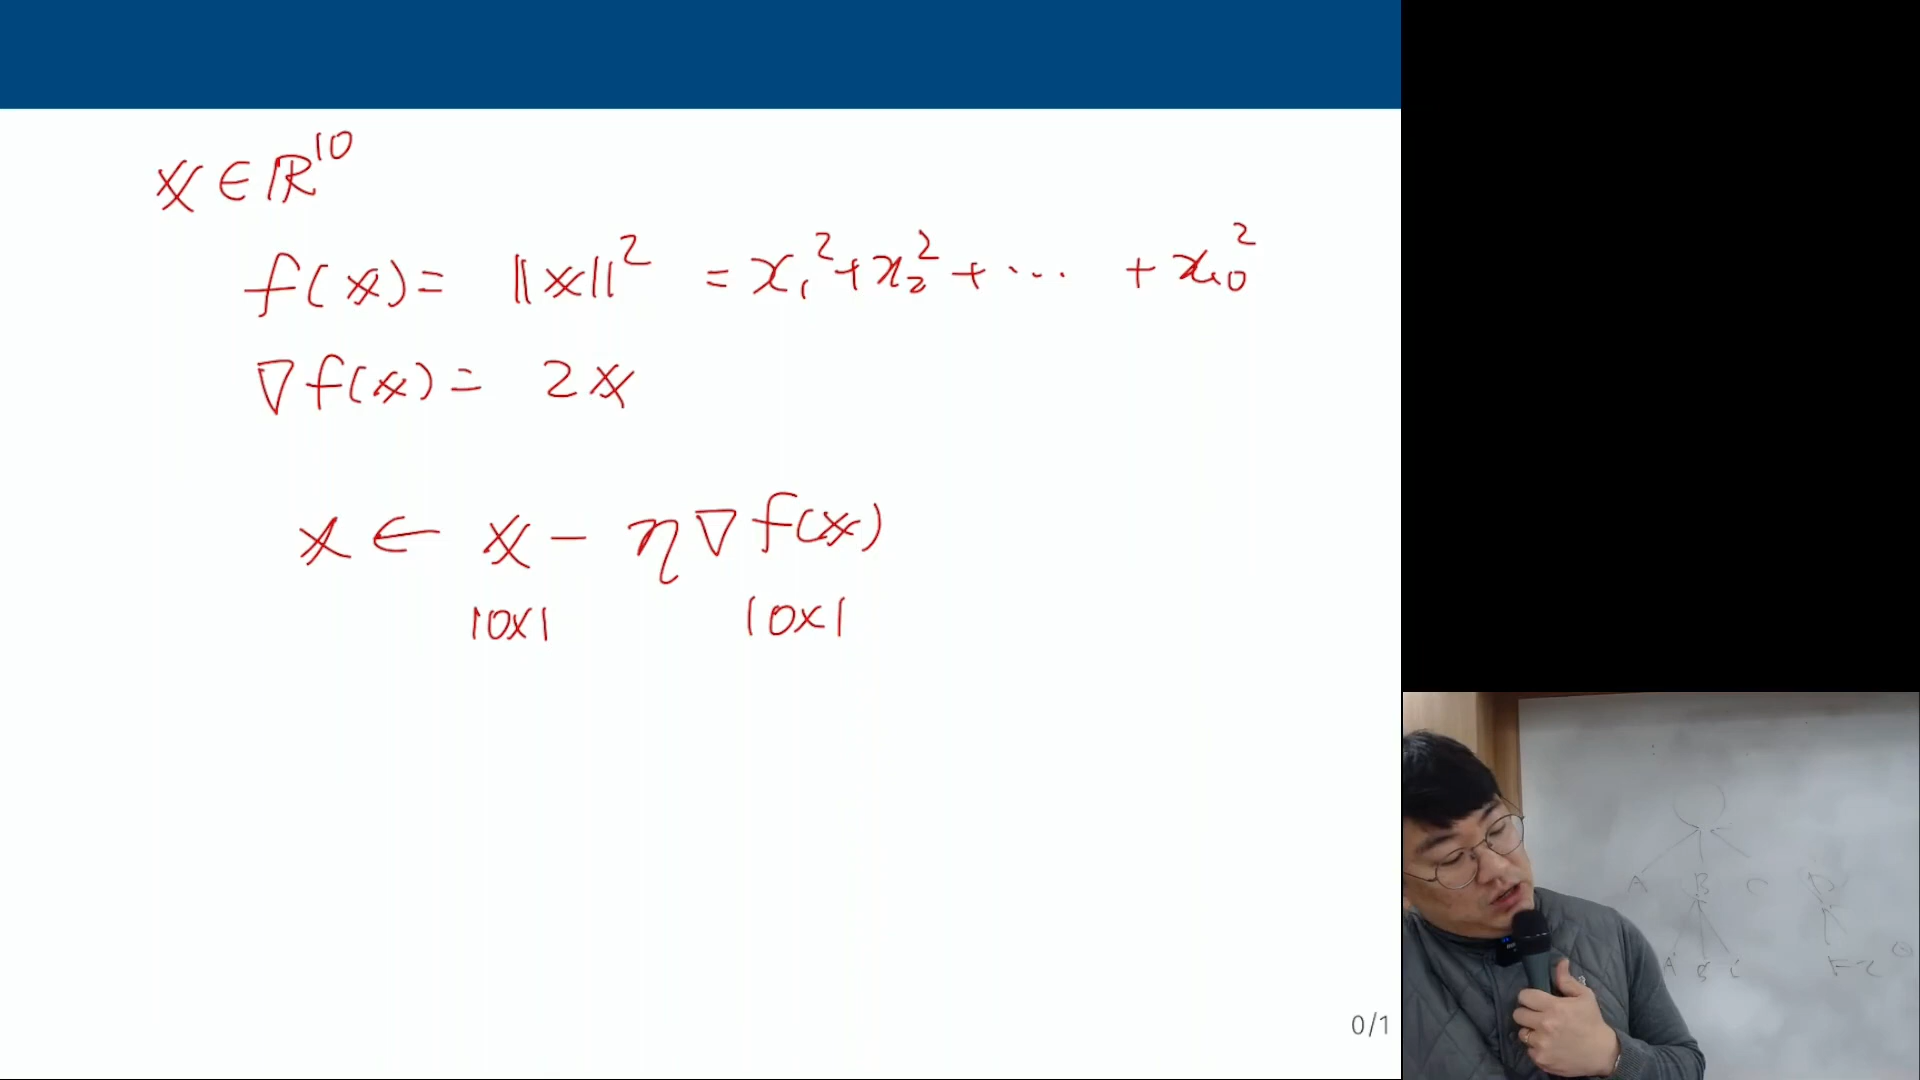 x ∈ ℝ¹⁰
f(x) = ‖x‖² = x₁² + x₂² + ⋯ + x₁₀²
∇f(x) = 2x
x ← x − η∇f(x)
10×1 10×1
0/1
A B C D
A B C